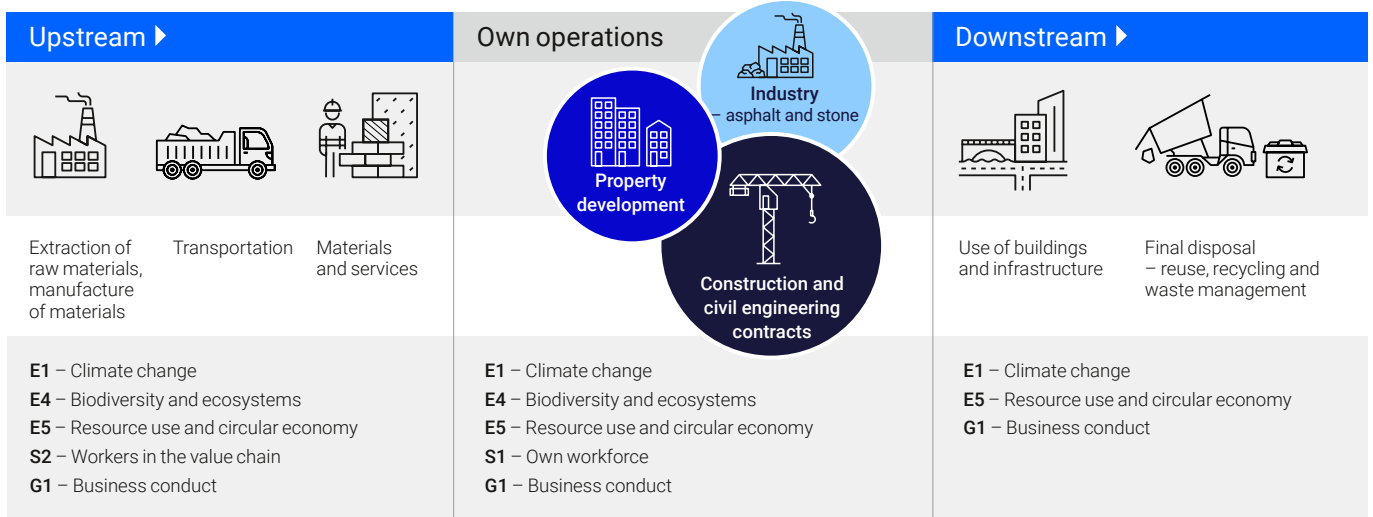 Upstream
Extraction of
raw materials,
manufacture
of materials
Transportation
Materials
and services
E1 – Climate change
E4 – Biodiversity and ecosystems
E5 – Resource use and circular economy
S2 – Workers in the value chain
G1 – Business conduct
Own operations
Industry
– asphalt and stone
Property
development
Construction and
civil engineering
contracts
E1 – Climate change
E4 – Biodiversity and ecosystems
E5 – Resource use and circular economy
S1 – Own workforce
G1 – Business conduct
Downstream
Use of buildings
and infrastructure
Final disposal
– reuse, recycling and
waste management
E1 – Climate change
E5 – Resource use and circular economy
G1 – Business conduct